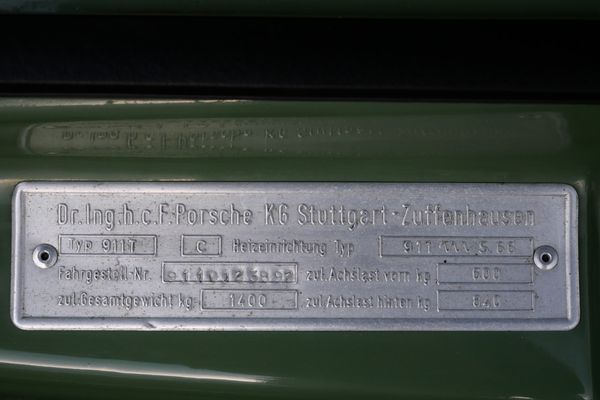 Dr. Ing. h. c. F. Porsche KG Stuttgart-Zuffenhausen
Typ 911T C Heizeinrichtung Typ 911
Fahrgestell-Nr. zul. Achslast vorn kg 600
zul. Gesamtgewicht kg 1400 zul. Achslast hinten kg 840